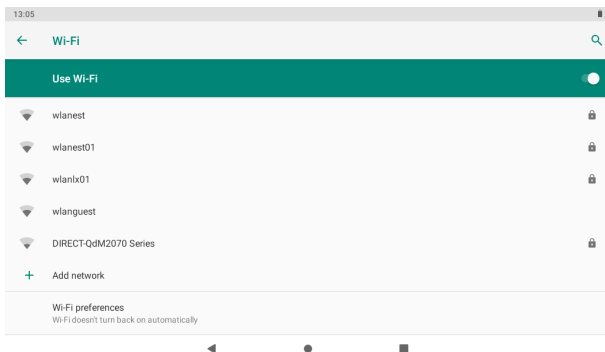 13:05
Wi-Fi
Use Wi-Fi
wlanest
wlanest01
wlanlx01
wlanguest
DIRECT-QdM2070 Series
Add network
Wi-Fi preferences
Wi-Fi doesn't turn back on automatically